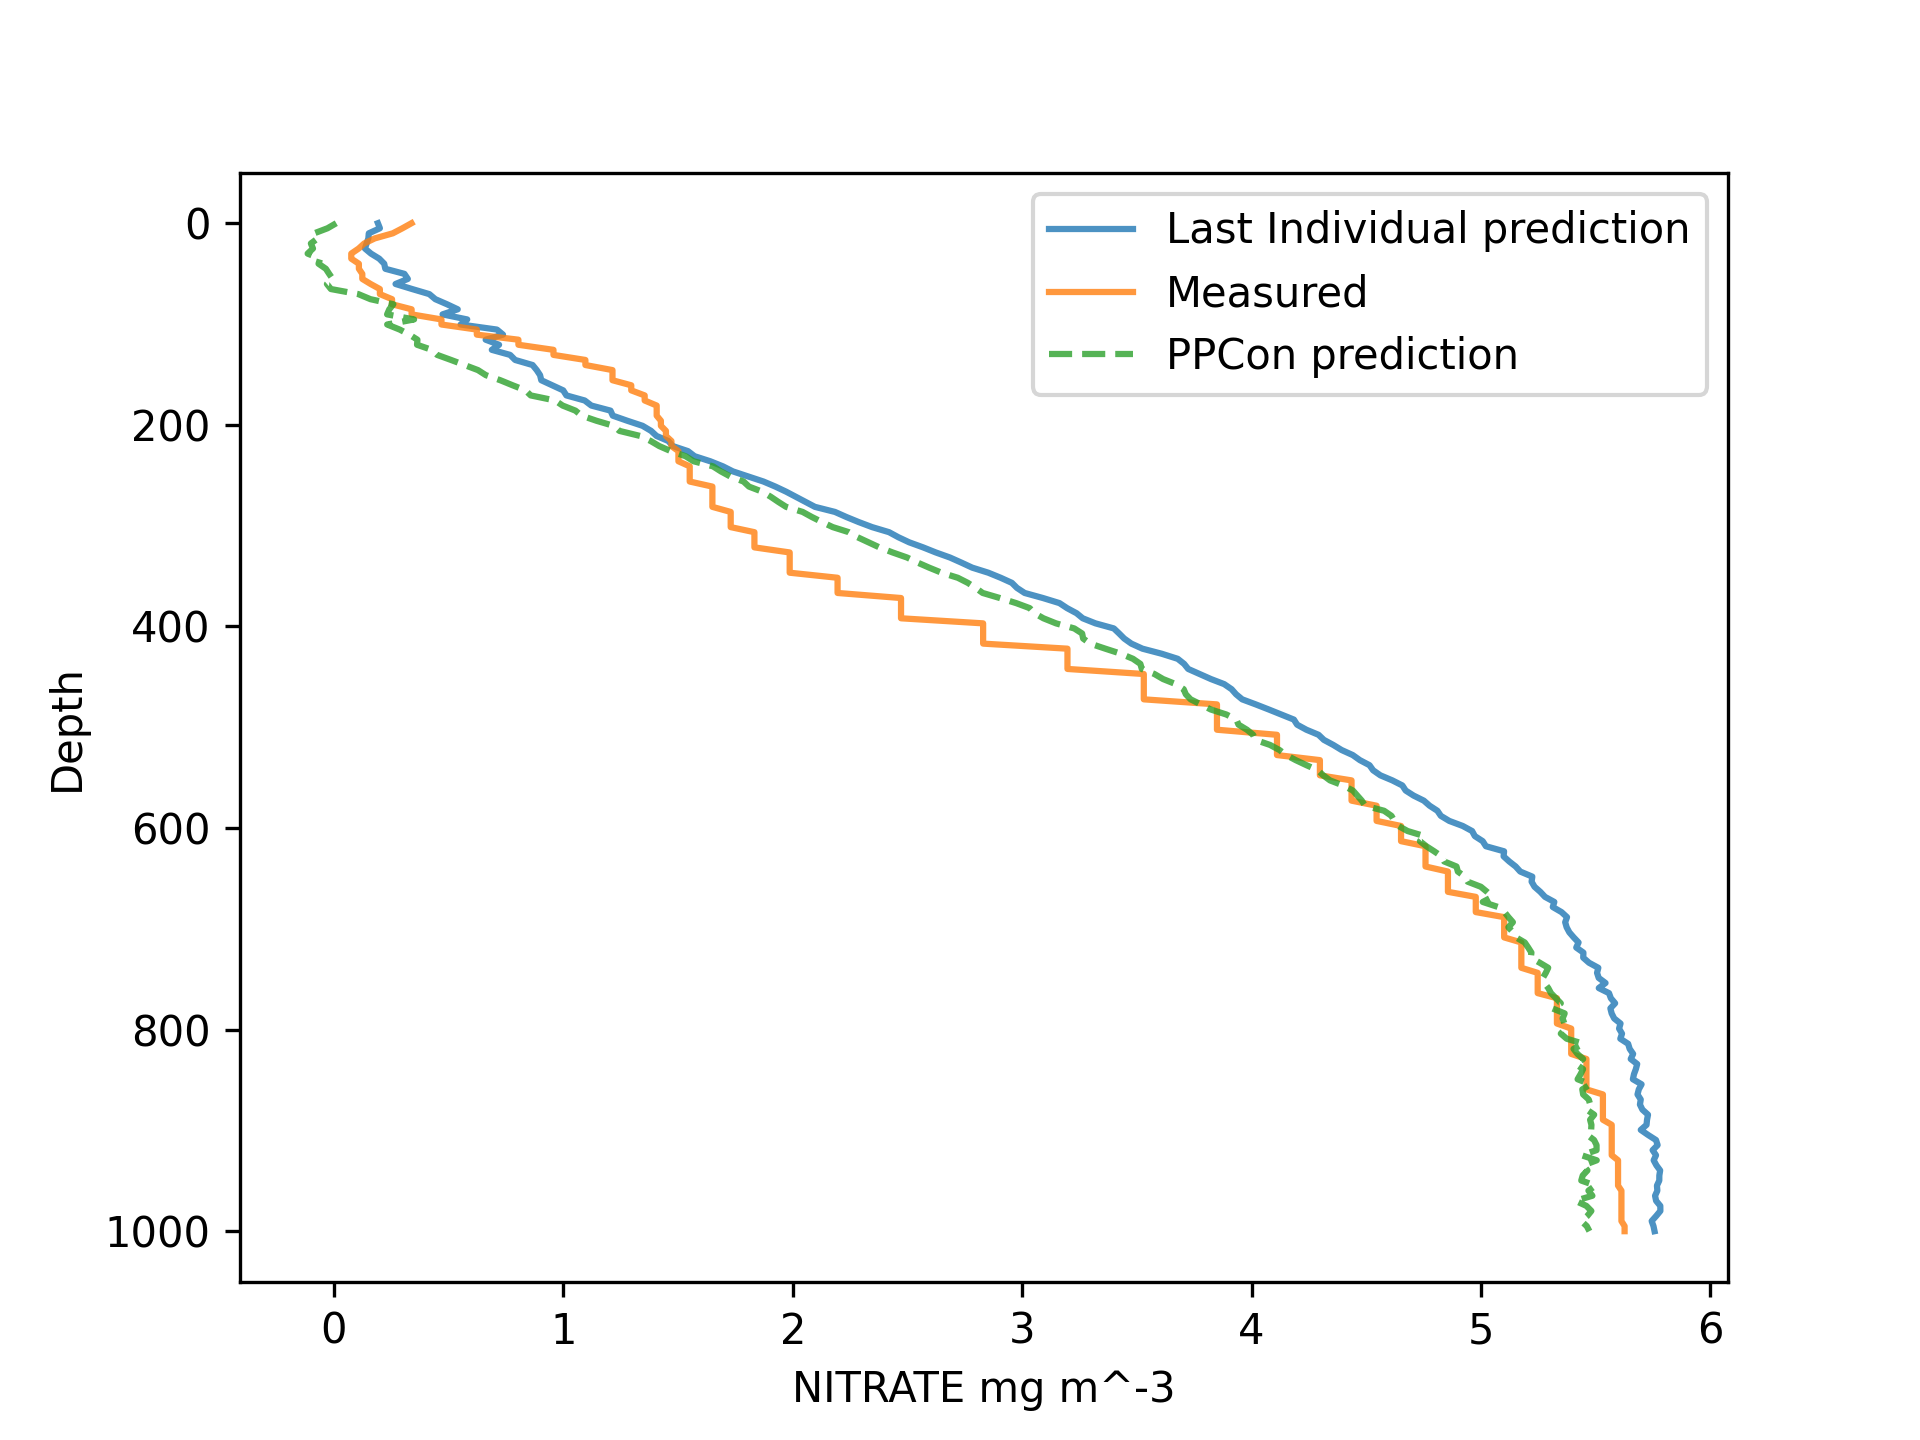 Last Individual prediction
Measured
PPCon prediction
0
200
400
600
800
1000
Depth
0 1 2 3 4 5 6
NITRATE mg m^-3